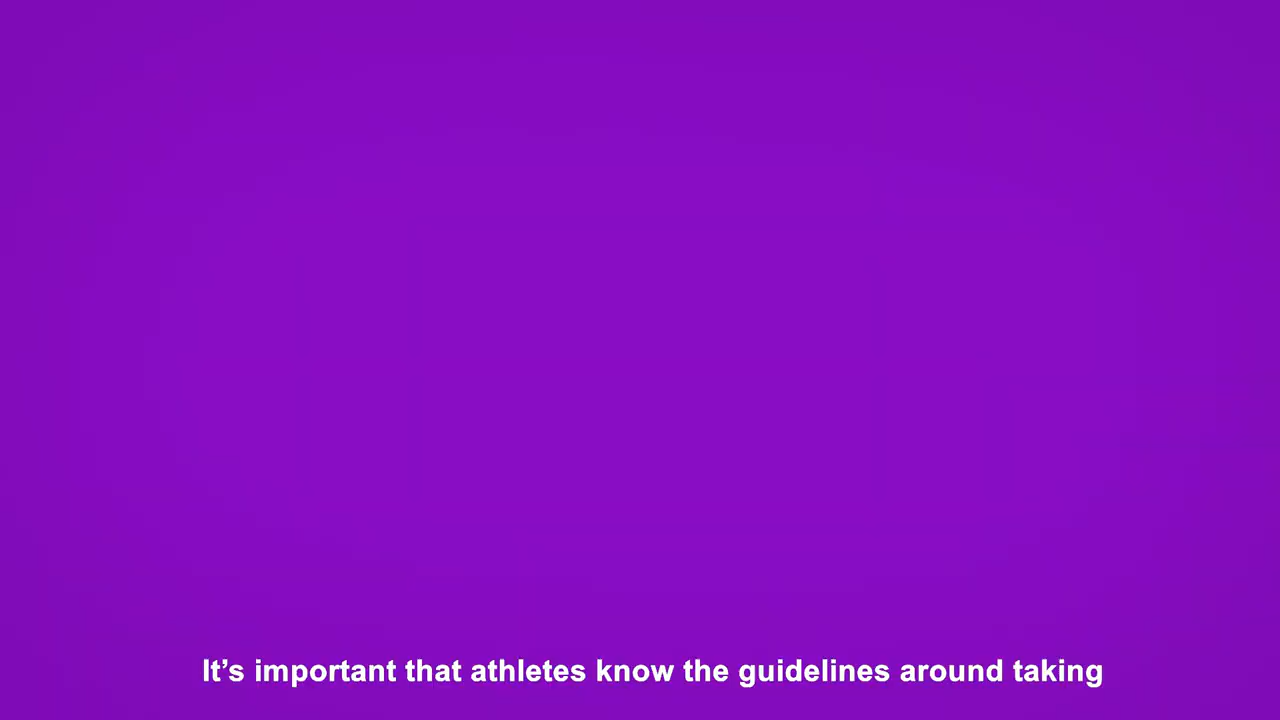 It’s important that athletes know the guidelines around taking